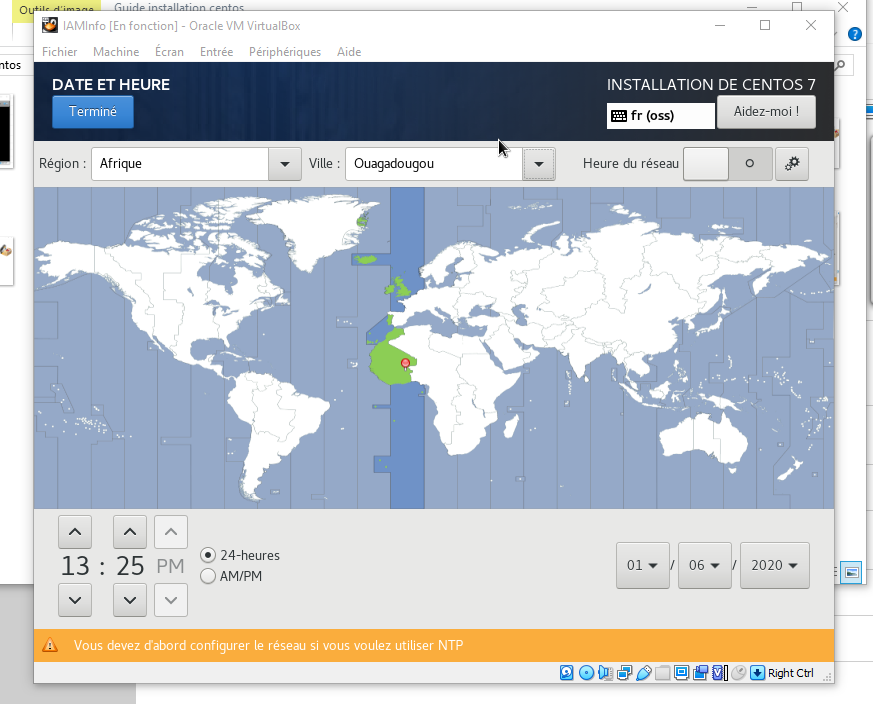 Outils d'image Guide installation centos
IAMInfo [En fonction] - Oracle VM VirtualBox
Fichier Machine Écran Entrée Périphériques Aide
ntos
DATE ET HEURE INSTALLATION DE CENTOS 7
Terminé fr (oss) Aidez-moi !
Région : Afrique Ville : Ouagadougou Heure du réseau
13 : 25 PM
24-heures
AM/PM
01 / 06 / 2020
Vous devez d'abord configurer le réseau si vous voulez utiliser NTP
Right Ctrl